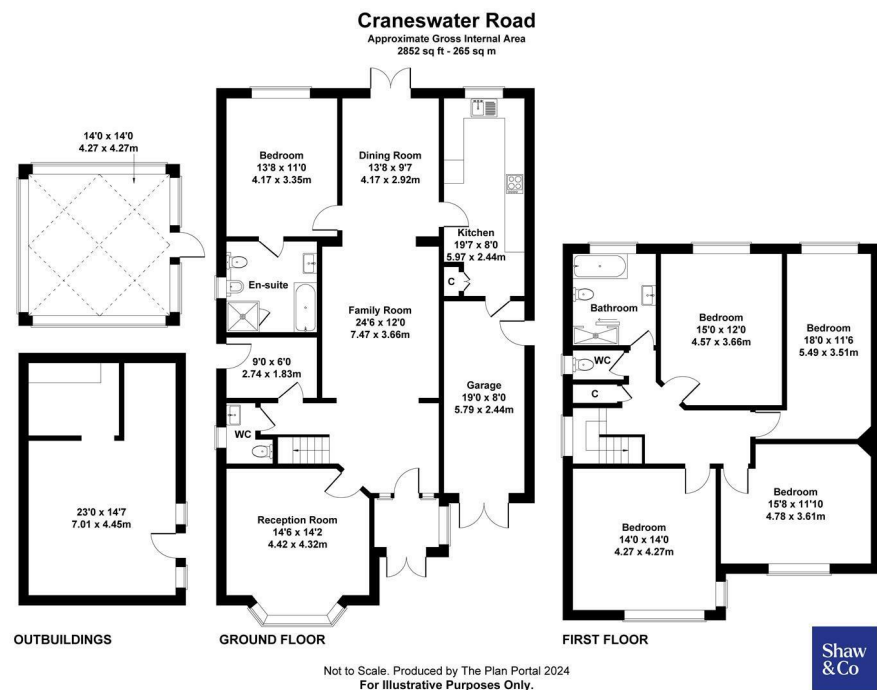 Craneswater Road
Approximate Gross Internal Area
2852 sq ft - 265 sq m
14'0 x 14'0
4.27 x 4.27m
23'0 x 14'7
7.01 x 4.45m
OUTBUILDINGS
Bedroom
13'8 x 11'0
4.17 x 3.35m
Dining Room
13'8 x 9'7
4.17 x 2.92m
Kitchen
19'7 x 8'0
5.97 x 2.44m
C
En-suite
Family Room
24'6 x 12'0
7.47 x 3.66m
9'0 x 6'0
2.74 x 1.83m
Garage
19'0 x 8'0
5.79 x 2.44m
WC
Reception Room
14'6 x 14'2
4.42 x 4.32m
GROUND FLOOR
Bathroom
Bedroom
15'0 x 12'0
4.57 x 3.66m
Bedroom
18'0 x 11'6
5.49 x 3.51m
WC
C
Bedroom
14'0 x 14'0
4.27 x 4.27m
Bedroom
15'8 x 11'10
4.78 x 3.61m
FIRST FLOOR
Shaw
&Co
Not to Scale. Produced by The Plan Portal 2024
For Illustrative Purposes Only.